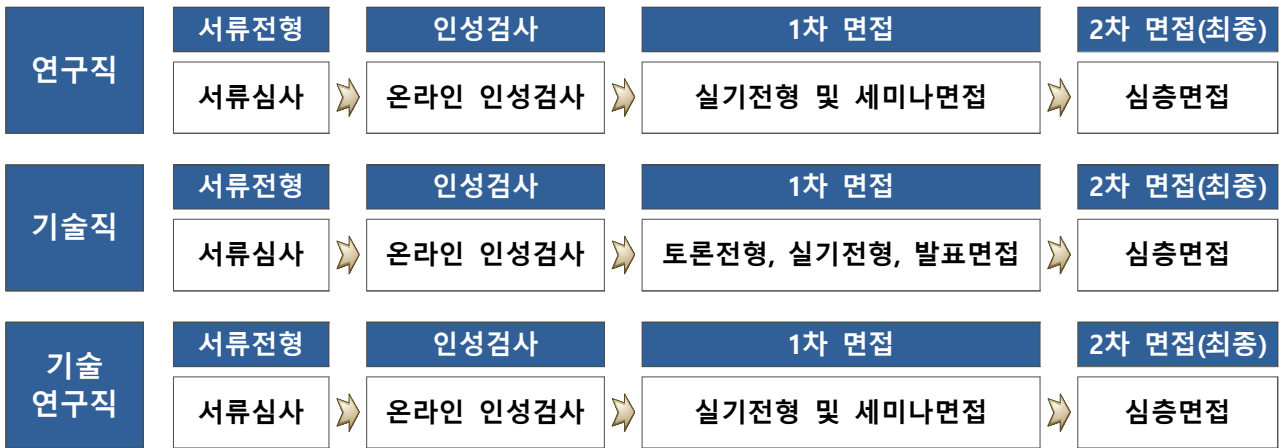 연구직
서류전형 인성검사 1차 면접 2차 면접(최종)
서류심사 온라인 인성검사 실기전형 및 세미나면접 심층면접
기술직
서류전형 인성검사 1차 면접 2차 면접(최종)
서류심사 온라인 인성검사 토론전형, 실기전형, 발표면접 심층면접
기술
연구직
서류전형 인성검사 1차 면접 2차 면접(최종)
서류심사 온라인 인성검사 실기전형 및 세미나면접 심층면접